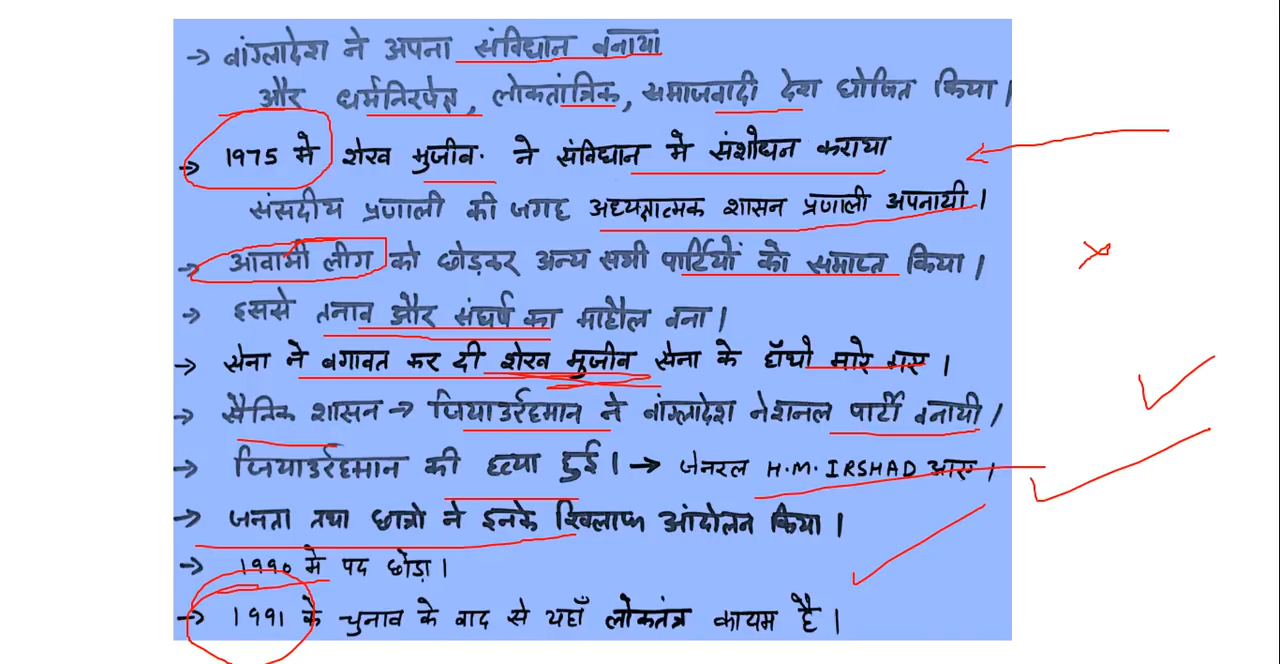 → बांग्लादेश ने अपना संविधान बनाया
और धर्मनिरपेक्ष, लोकतांत्रिक, समाजवादी देश घोषित किया।
→ 1975 में शेख मुजीब ने संविधान में संशोधन कराया
संसदीय प्रणाली की जगह अध्यक्षात्मक शासन प्रणाली अपनायी।
→ आवामी लीग को छोड़कर अन्य सभी पार्टियों को समाप्त किया।
→ इससे तनाव और संघर्ष का माहौल बना।
→ सेना ने बगावत कर दी शेख मुजीब सेना के हाँथो मारे गए।
→ सैनिक शासन → जियाउर्रहमान ने बांग्लादेश नेशनल पार्टी बनायी।
→ जियाउर्रहमान की हत्या हुई। → जेनरल H.M. IRSHAD आए।
→ जनता तथा छात्रो ने इनके खिलाफ आंदोलन किया।
→ 1990 में पद छोड़ा।
→ 1991 के चुनाव के बाद से यहाँ लोकतंत्र कायम है।